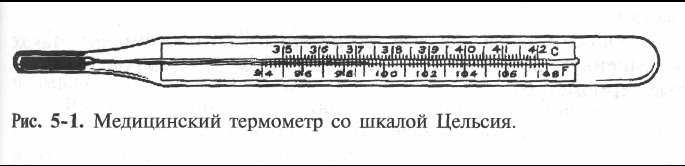 35 36 37 38 39 40 41 42 C
94 96 98 100 102 104 106 108 F
Рис. 5-1. Медицинский термометр со шкалой Цельсия.